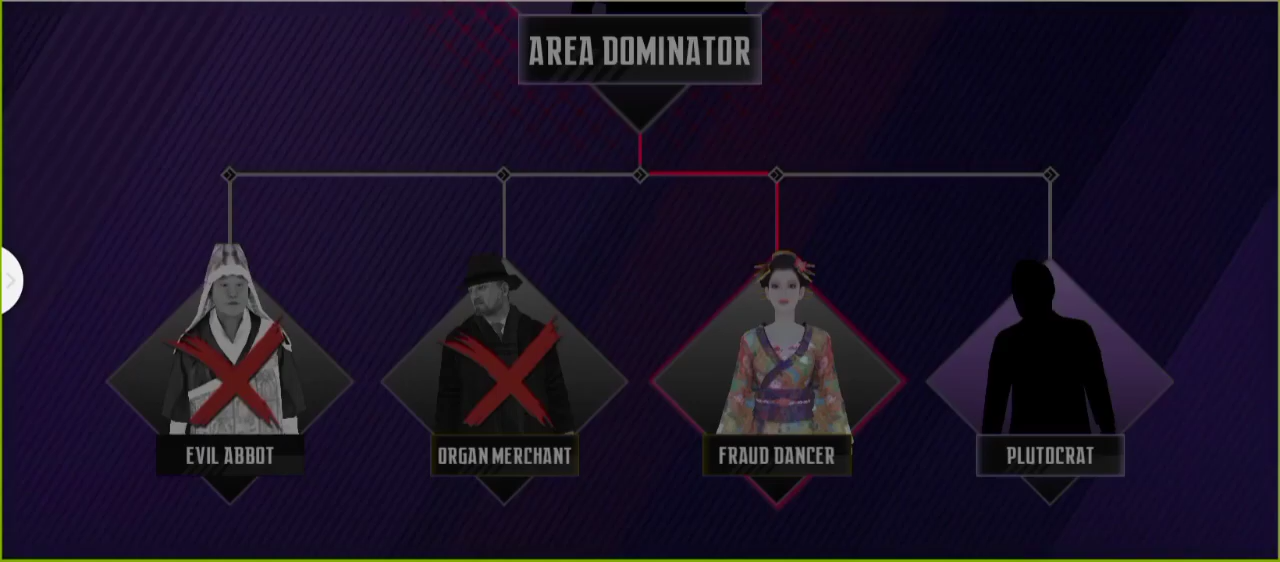 AREA DOMINATOR
EVIL ABBOT
ORGAN MERCHANT
FRAUD DANCER
PLUTOCRAT